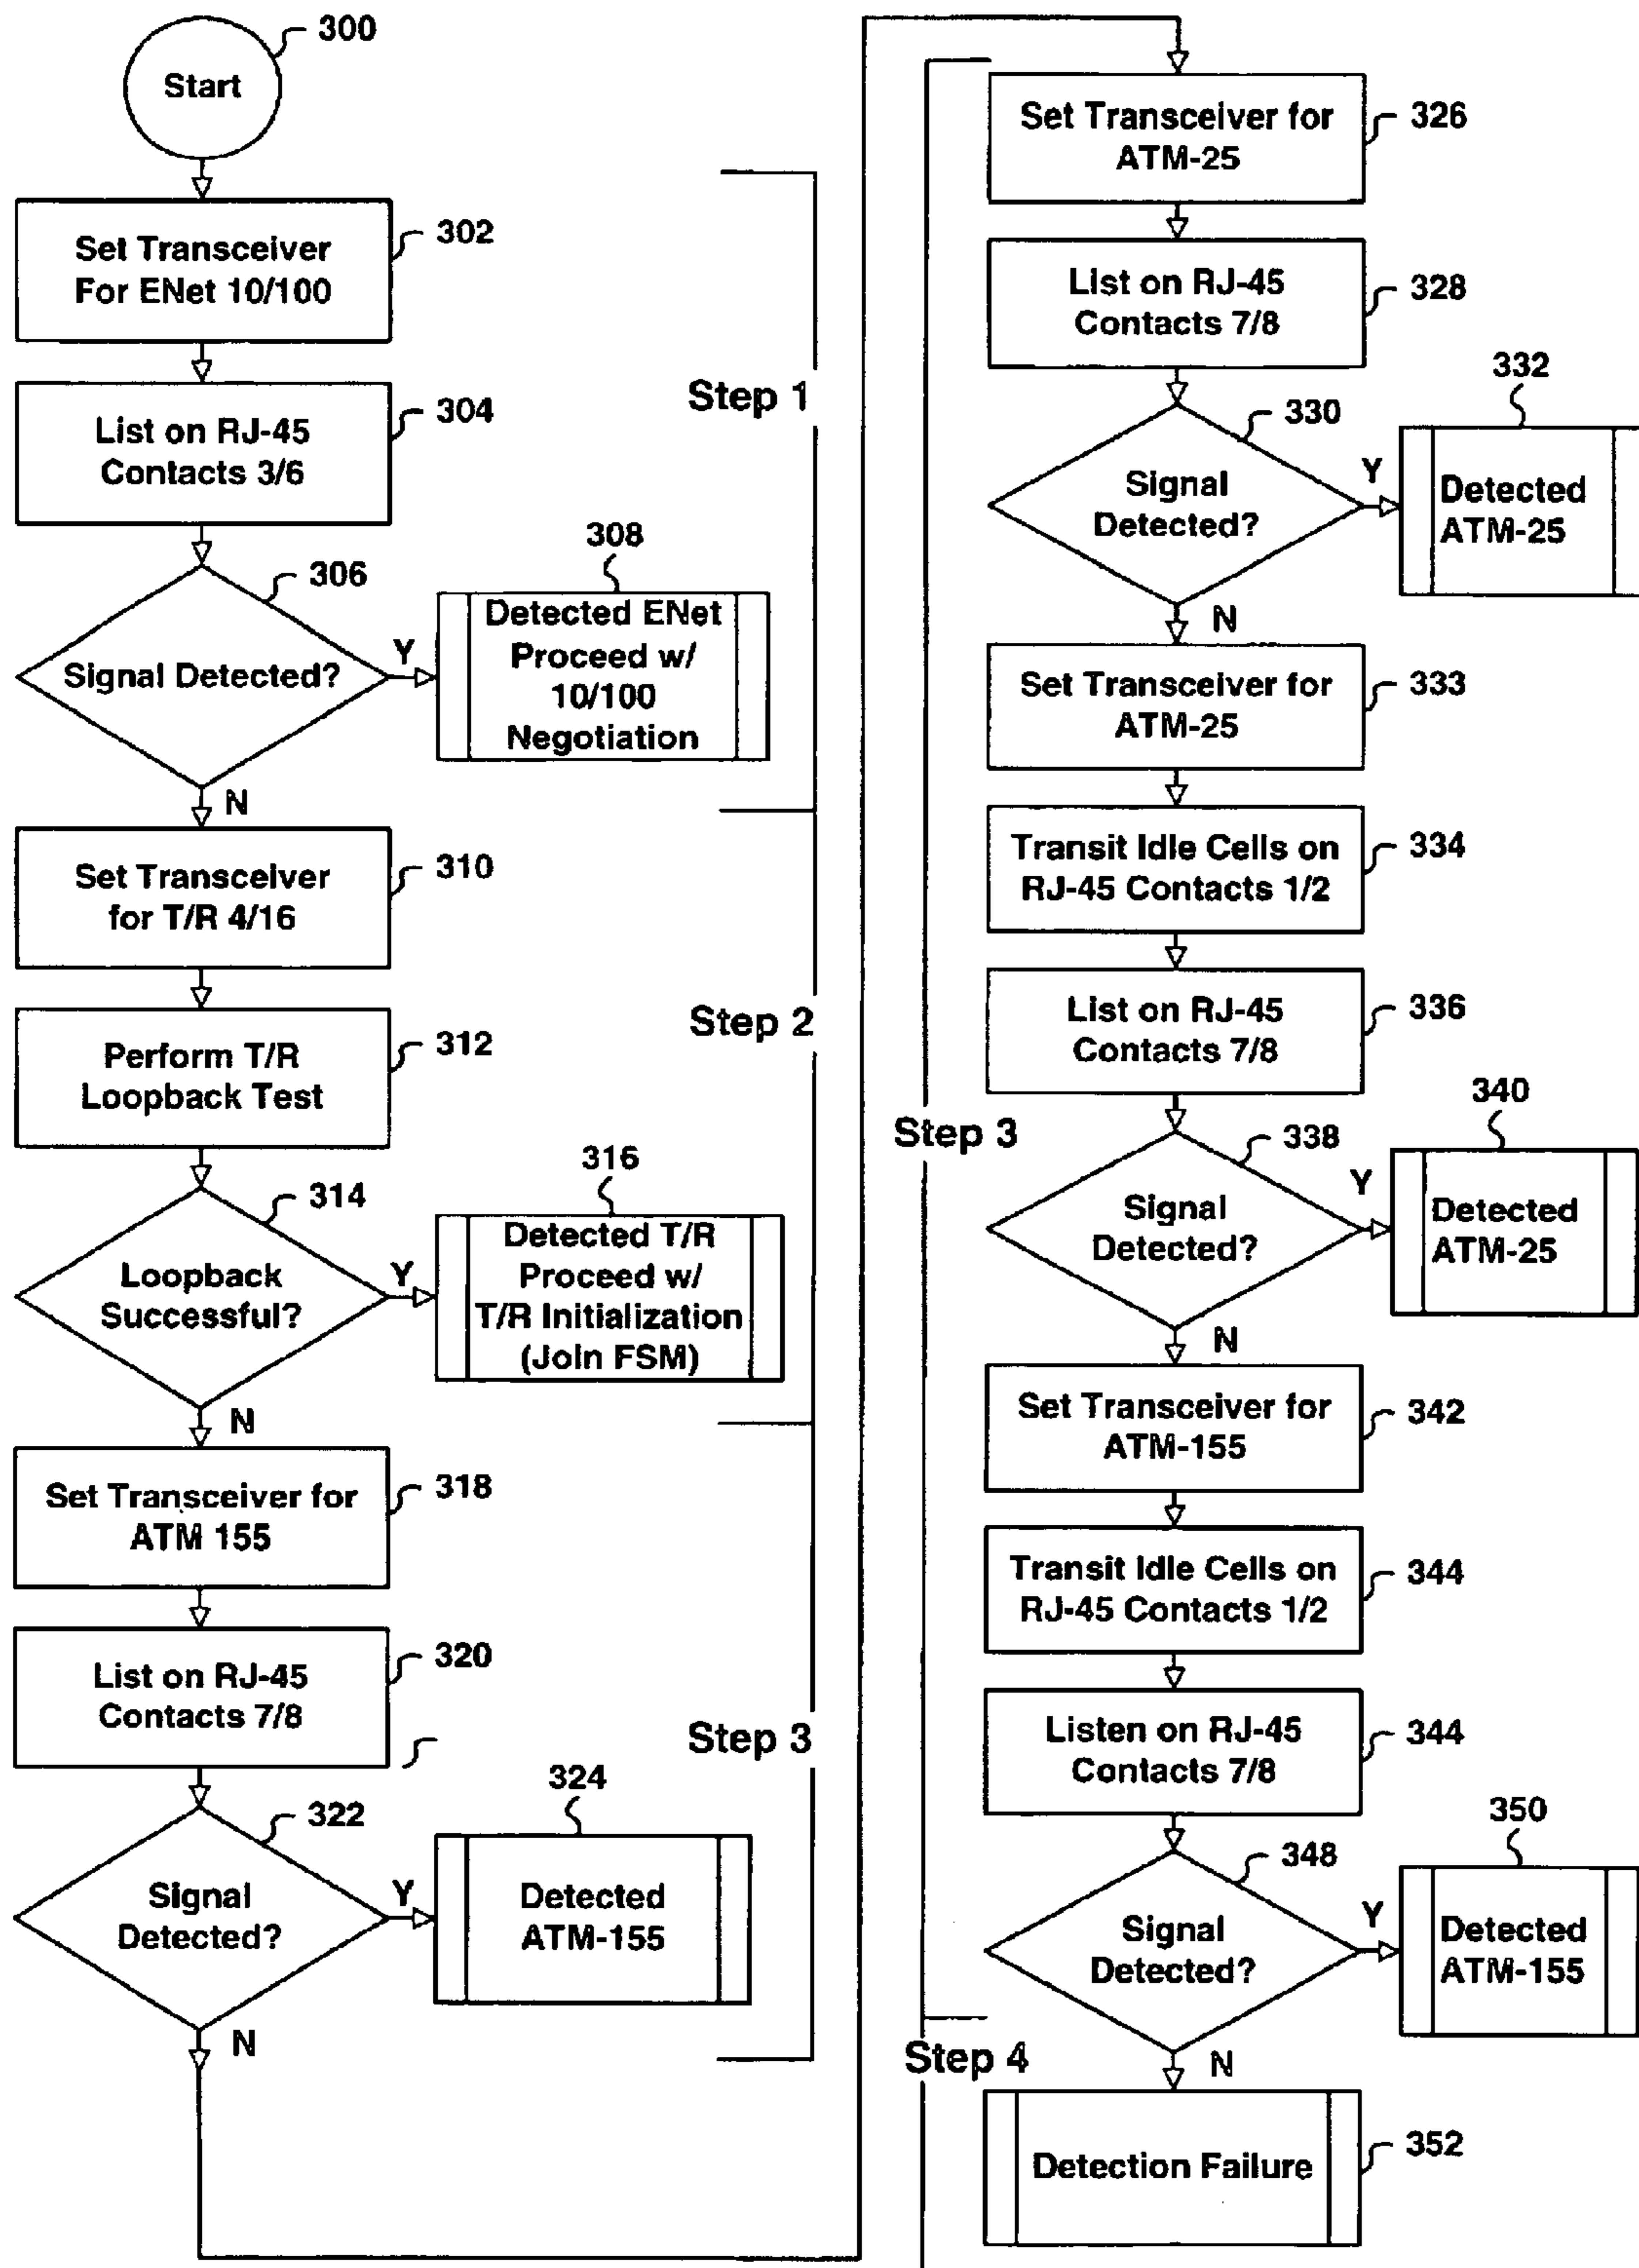 300
Start
302
Set Transceiver
For ENet 10/100
304
List on RJ-45
Contacts 3/6
Step 1
306
Signal Detected?
Y
N
308
Detected ENet
Proceed w/
10/100
Negotiation
310
Set Transceiver
for T/R 4/16
312
Perform T/R
Loopback Test
Step 2
314
Loopback
Successful?
Y
N
316
Detected T/R
Proceed w/
T/R Initialization
(Join FSM)
318
Set Transceiver for
ATM 155
320
List on RJ-45
Contacts 7/8
Step 3
322
Signal
Detected?
Y
N
324
Detected
ATM-155
326
Set Transceiver for
ATM-25
328
List on RJ-45
Contacts 7/8
330
Signal
Detected?
Y
N
332
Detected
ATM-25
333
Set Transceiver for
ATM-25
334
Transit Idle Cells on
RJ-45 Contacts 1/2
336
List on RJ-45
Contacts 7/8
Step 3
338
Signal
Detected?
Y
N
340
Detected
ATM-25
342
Set Transceiver for
ATM-155
344
Transit Idle Cells on
RJ-45 Contacts 1/2
344
Listen on RJ-45
Contacts 7/8
348
Signal
Detected?
Y
N
350
Detected
ATM-155
Step 4
352
Detection Failure